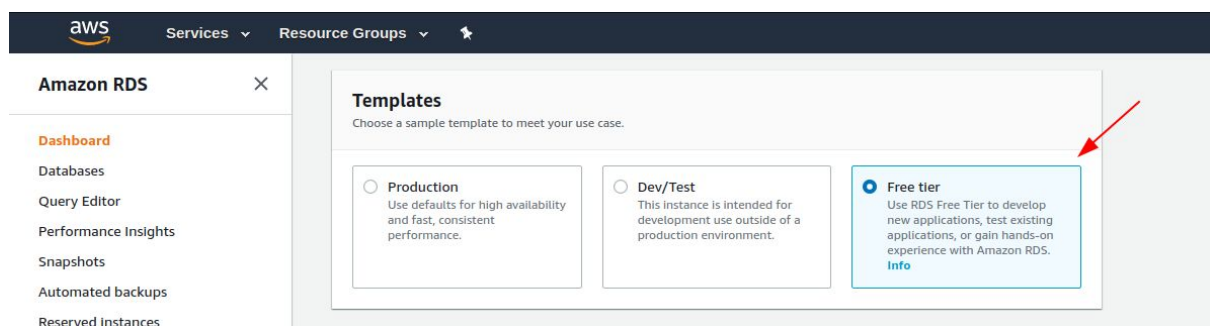 aws Services Resource Groups
Amazon RDS
Dashboard
Databases
Query Editor
Performance Insights
Snapshots
Automated backups
Reserved instances
Templates
Choose a sample template to meet your use case.
Production
Use defaults for high availability
and fast, consistent
performance.
Dev/Test
This instance is intended for
development use outside of a
production environment.
Free tier
Use RDS Free Tier to develop
new applications, test existing
applications, or gain hands-on
experience with Amazon RDS.
Info